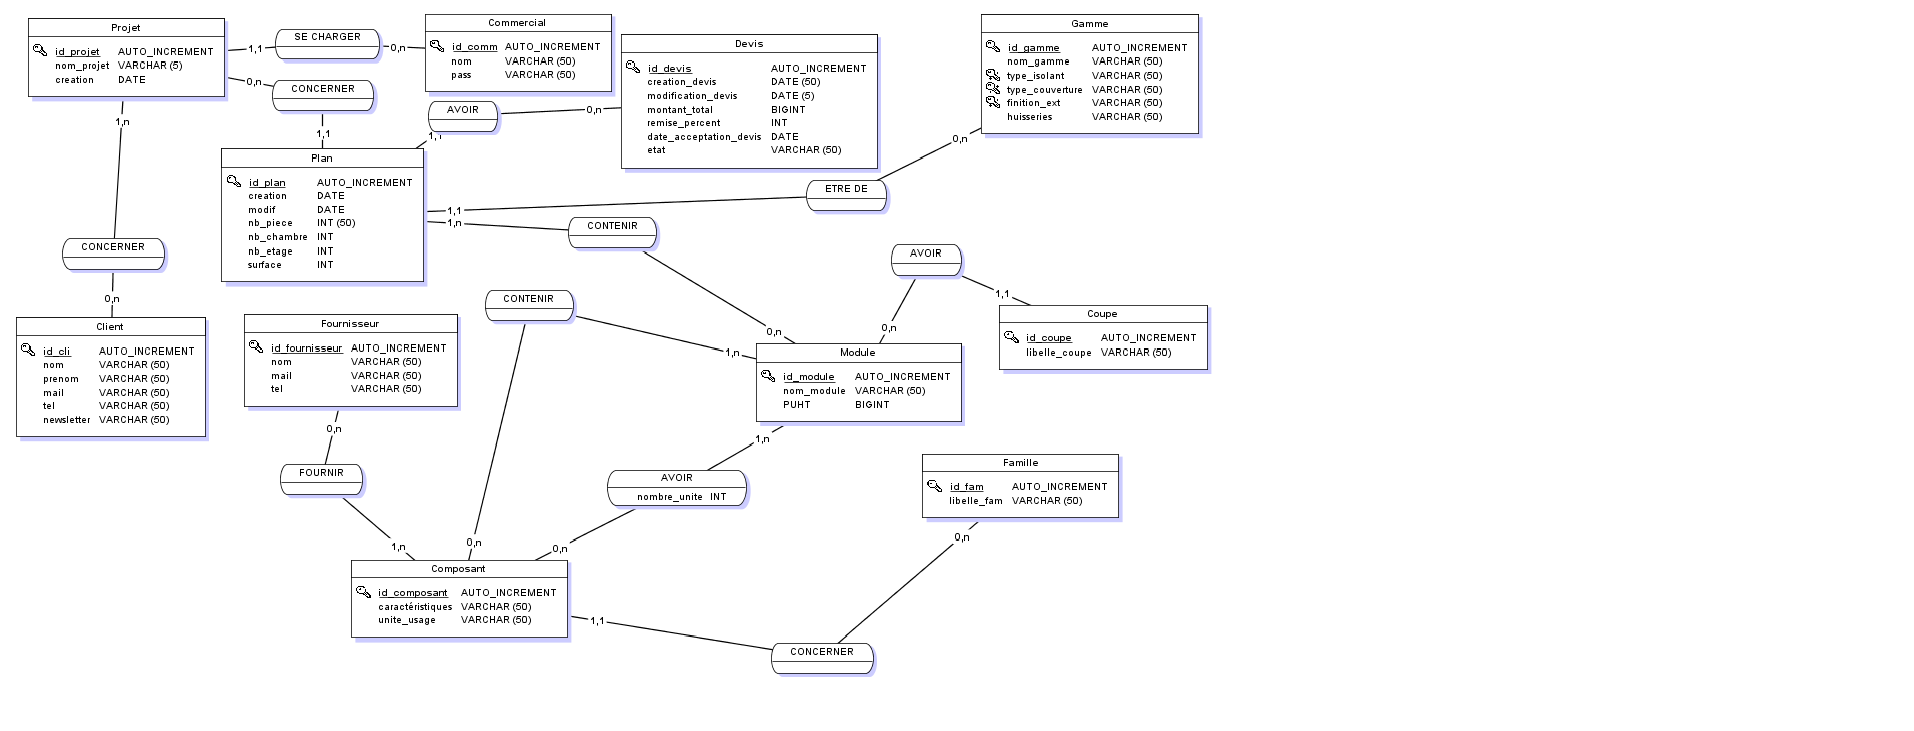 Projet
id_projet AUTO_INCREMENT
nom_projet VARCHAR (5)
creation DATE
1,1
SE CHARGER
0,n
Commercial
id_comm AUTO_INCREMENT
nom VARCHAR (50)
pass VARCHAR (50)
0,n
CONCERNER
1,1
Devis
id_devis AUTO_INCREMENT
creation_devis DATE (50)
modification_devis DATE (5)
montant_total BIGINT
remise_percent INT
date_acceptation_devis DATE
etat VARCHAR (50)
AVOIR
0,n
1,1
Gamme
id_gamme AUTO_INCREMENT
nom_gamme VARCHAR (50)
type_isolant VARCHAR (50)
type_couverture VARCHAR (50)
finition_ext VARCHAR (50)
huisseries VARCHAR (50)
0,n
ETRE DE
1,1
Plan
id_plan AUTO_INCREMENT
creation DATE
modif DATE
nb_piece INT (50)
nb_chambre INT
nb_etage INT
surface INT
1,n
CONTENIR
0,n
1,n
CONCERNER
0,n
Client
id_cli AUTO_INCREMENT
nom VARCHAR (50)
prenom VARCHAR (50)
mail VARCHAR (50)
tel VARCHAR (50)
newsletter VARCHAR (50)
Fournisseur
id_fournisseur AUTO_INCREMENT
nom VARCHAR (50)
mail VARCHAR (50)
tel VARCHAR (50)
0,n
FOURNIR
1,n
CONTENIR
1,n
0,n
AVOIR
1,1
0,n
Coupe
id_coupe AUTO_INCREMENT
libelle_coupe VARCHAR (50)
Module
id_module AUTO_INCREMENT
nom_module VARCHAR (50)
PUHT BIGINT
1,n
AVOIR
nombre_unite INT
0,n
Famille
id_fam AUTO_INCREMENT
libelle_fam VARCHAR (50)
0,n
Composant
id_composant AUTO_INCREMENT
caractéristiques VARCHAR (50)
unite_usage VARCHAR (50)
1,1
CONCERNER